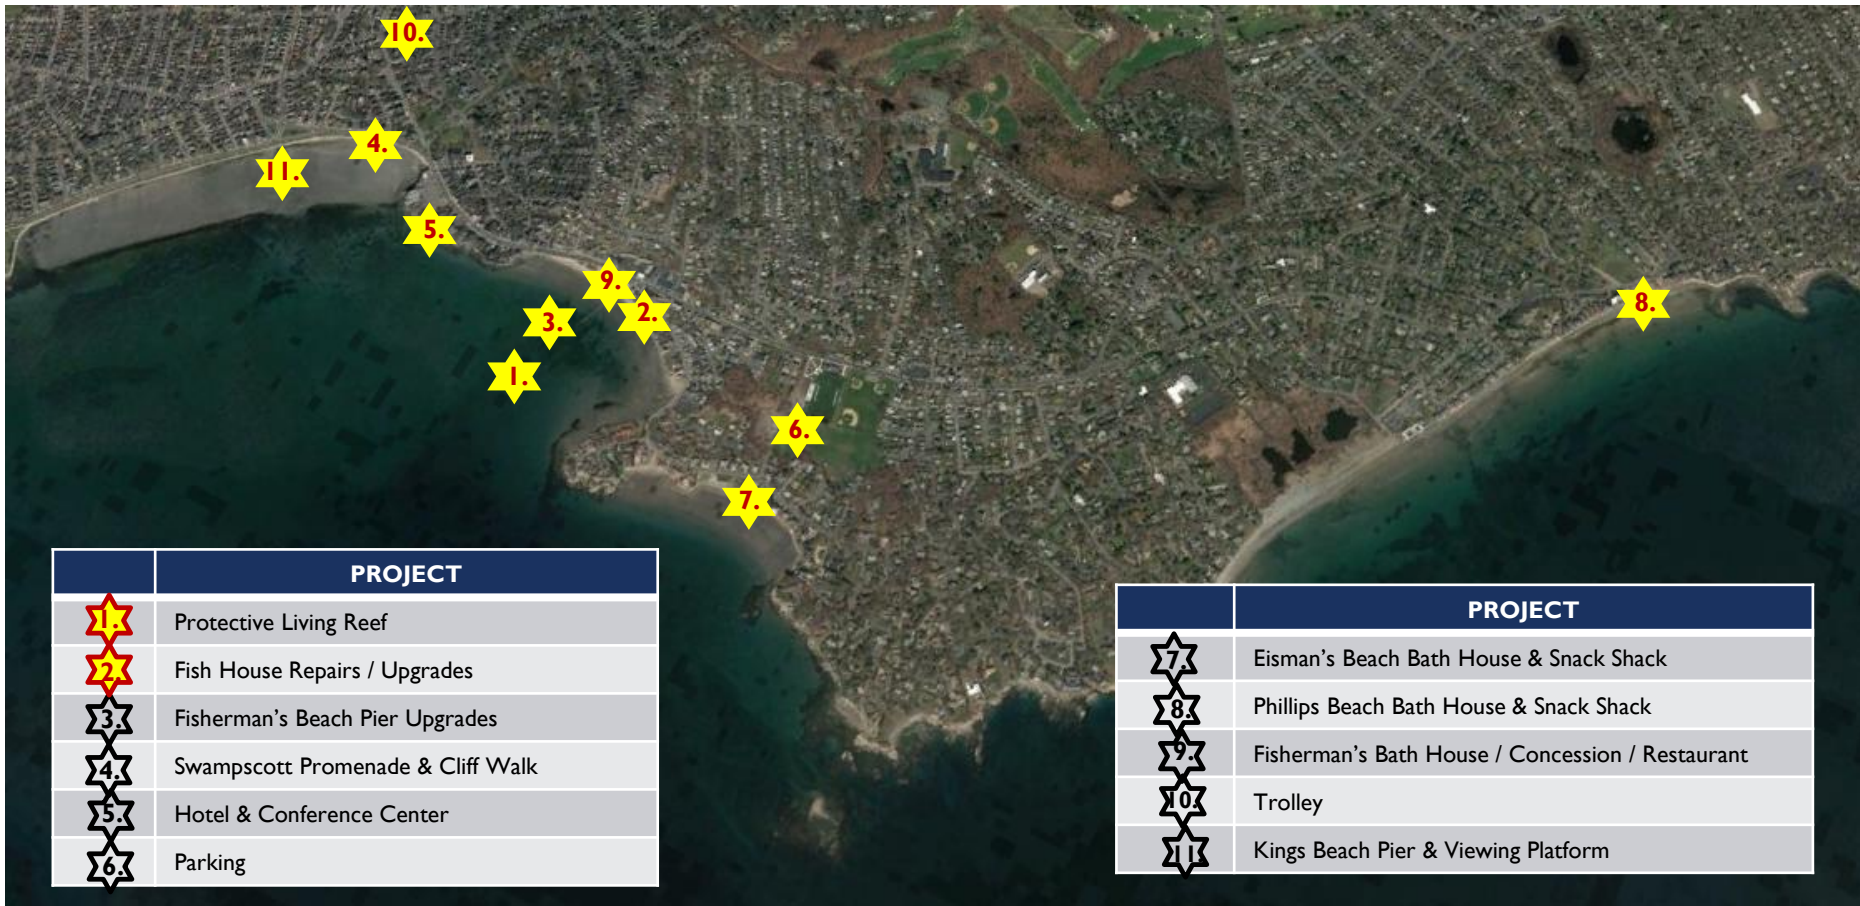 10.
4.
11.
5.
9.
2.
3.
8.
1.
6.
7.
PROJECT
1. Protective Living Reef
2. Fish House Repairs / Upgrades
3. Fisherman's Beach Pier Upgrades
4. Swampscott Promenade & Cliff Walk
5. Hotel & Conference Center
6. Parking
PROJECT
7. Eisman's Beach Bath House & Snack Shack
8. Phillips Beach Bath House & Snack Shack
9. Fisherman's Bath House / Concession / Restaurant
10. Trolley
11. Kings Beach Pier & Viewing Platform